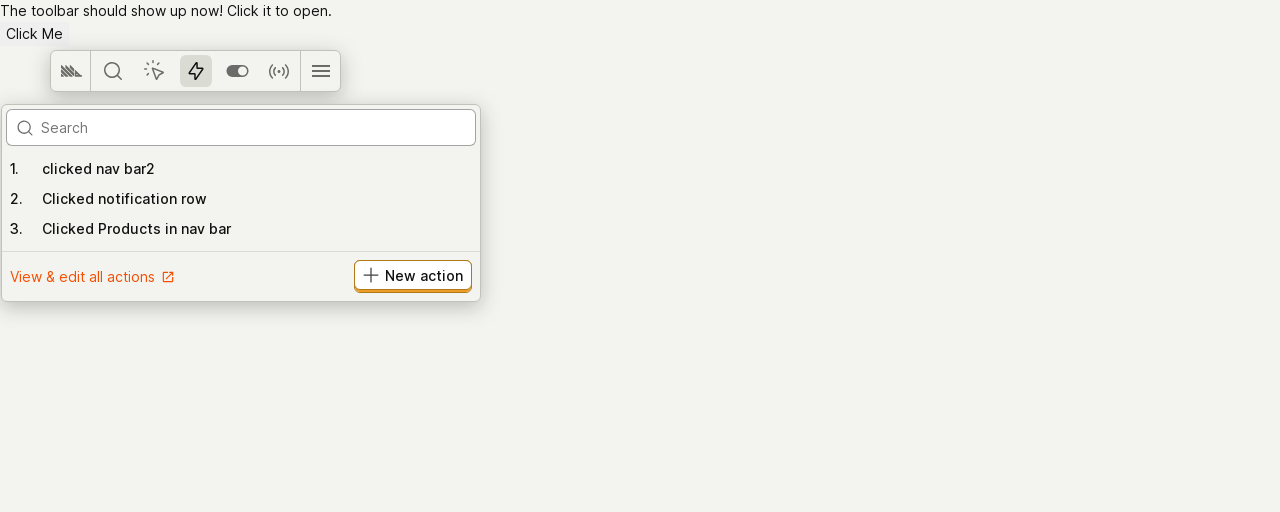 The toolbar should show up now! Click it to open.
Click Me
Search
1. clicked nav bar2
2. Clicked notification row
3. Clicked Products in nav bar
View & edit all actions
New action